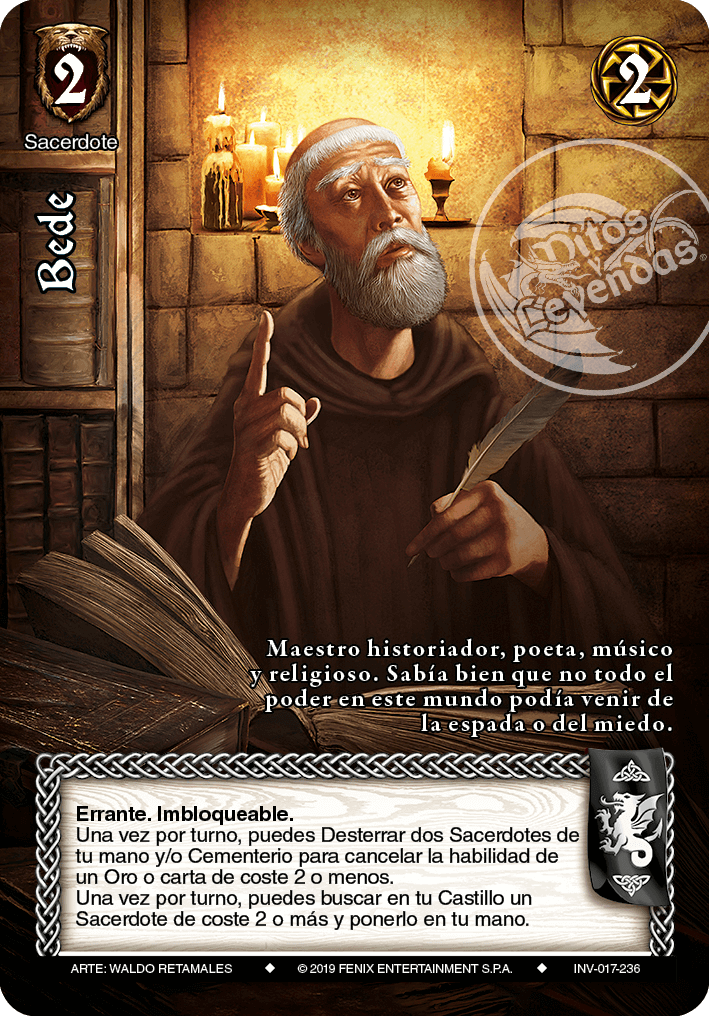 2
2
Sacerdote
Bede
Mitos
y
Leyendas®
Maestro historiador, poeta, músico
y religioso. Sabía bien que no todo el
poder en este mundo podía venir de
la espada o del miedo.
Errante. Imbloqueable.
Una vez por turno, puedes Desterrar dos Sacerdotes de
tu mano y/o Cementerio para cancelar la habilidad de
un Oro o carta de coste 2 o menos.
Una vez por turno, puedes buscar en tu Castillo un
Sacerdote de coste 2 o más y ponerlo en tu mano.
ARTE: WALDO RETAMALES ◆ © 2019 FENIX ENTERTAINMENT S.P.A. ◆ INV-017-236